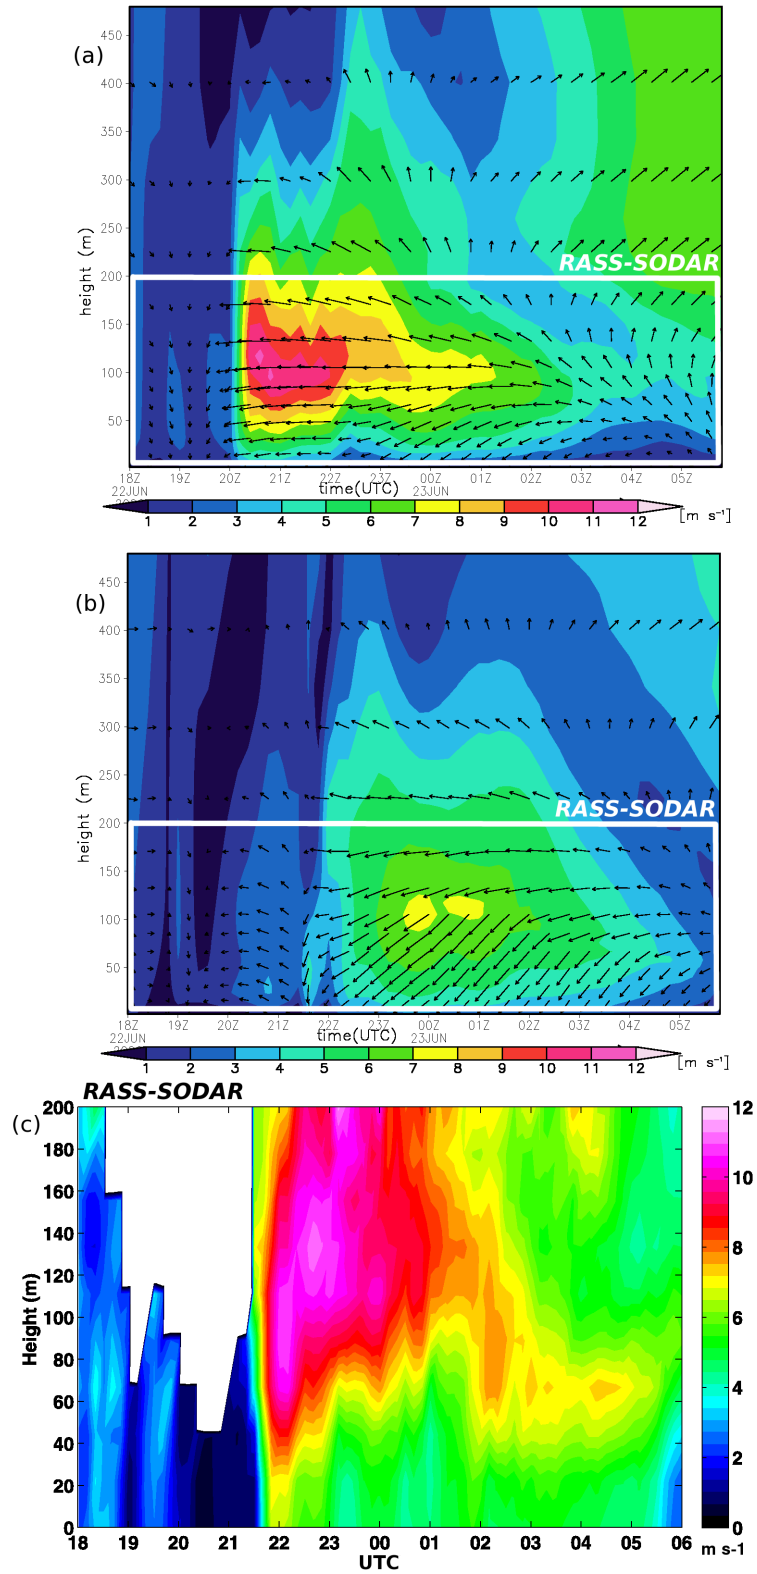 (a)
450
400
350
300
250
200
150
100
50
height (m)
RASS-SODAR
18Z 19Z 20Z 21Z 22Z 23Z 00Z 01Z 02Z 03Z 04Z 05Z
22JUN 23JUN
time(UTC)
1 2 3 4 5 6 7 8 9 10 11 12
[m s⁻¹]
(b)
450
400
350
300
250
200
150
100
50
height (m)
RASS-SODAR
18Z 19Z 20Z 21Z 22Z 23Z 00Z 01Z 02Z 03Z 04Z 05Z
22JUN 23JUN
time(UTC)
1 2 3 4 5 6 7 8 9 10 11 12
[m s⁻¹]
RASS-SODAR
(c)
200
180
160
140
120
100
80
60
40
20
0
Height (m)
18 19 20 21 22 23 00 01 02 03 04 05 06
UTC
12
10
8
6
4
2
0
m s-1